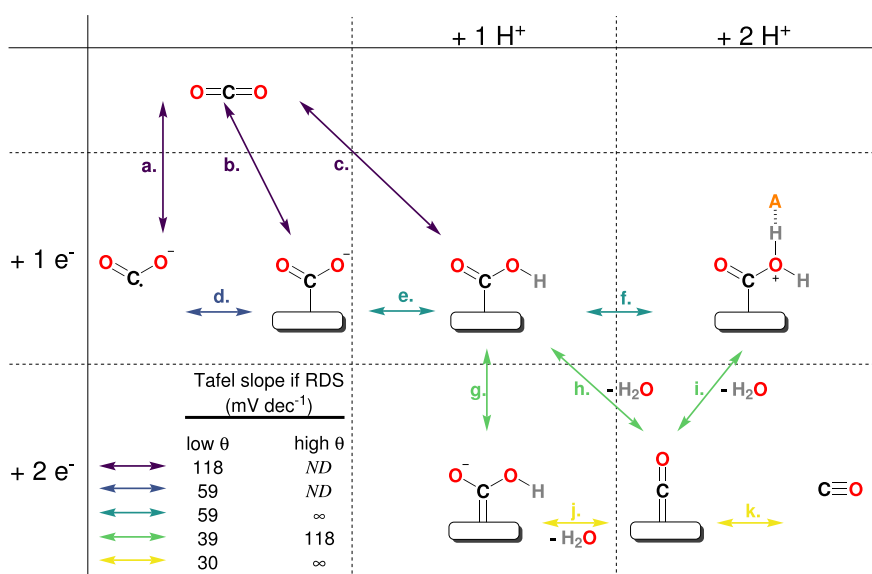 + 1 H⁺ + 2 H⁺
O=C=O
a. b. c.
A
H
+ 1 e⁻
O C. O⁻
O C O⁻
O C O H
O C O⁺ H
d. e. f.
g. h. - H₂O i. - H₂O
Tafel slope if RDS
(mV dec⁻¹)
low θ high θ
118 ND
59 ND
59 ∞
39 118
30 ∞
+ 2 e⁻
O⁻ C O H
O
C
C≡O
j. k.
- H₂O